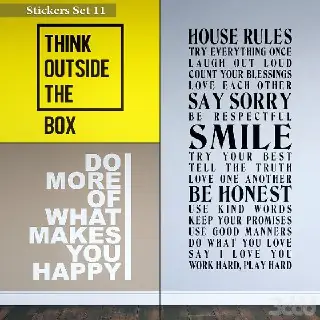 Stickers Set 11
THINK
OUTSIDE
THE
BOX
DO
MORE
OF
WHAT
MAKES
YOU
HAPPY
HOUSE RULES
TRY EVERYTHING ONCE
LAUGH OUT LOUD
COUNT YOUR BLESSINGS
LOVE EACH OTHER
SAY SORRY
BE RESPECTFUL
SMILE
TRY YOUR BEST
TELL THE TRUTH
LOVE ONE ANOTHER
BE HONEST
USE KIND WORDS
KEEP YOUR PROMISES
USE GOOD MANNERS
DO WHAT YOU LOVE
SAY I LOVE YOU
WORK HARD, PLAY HARD